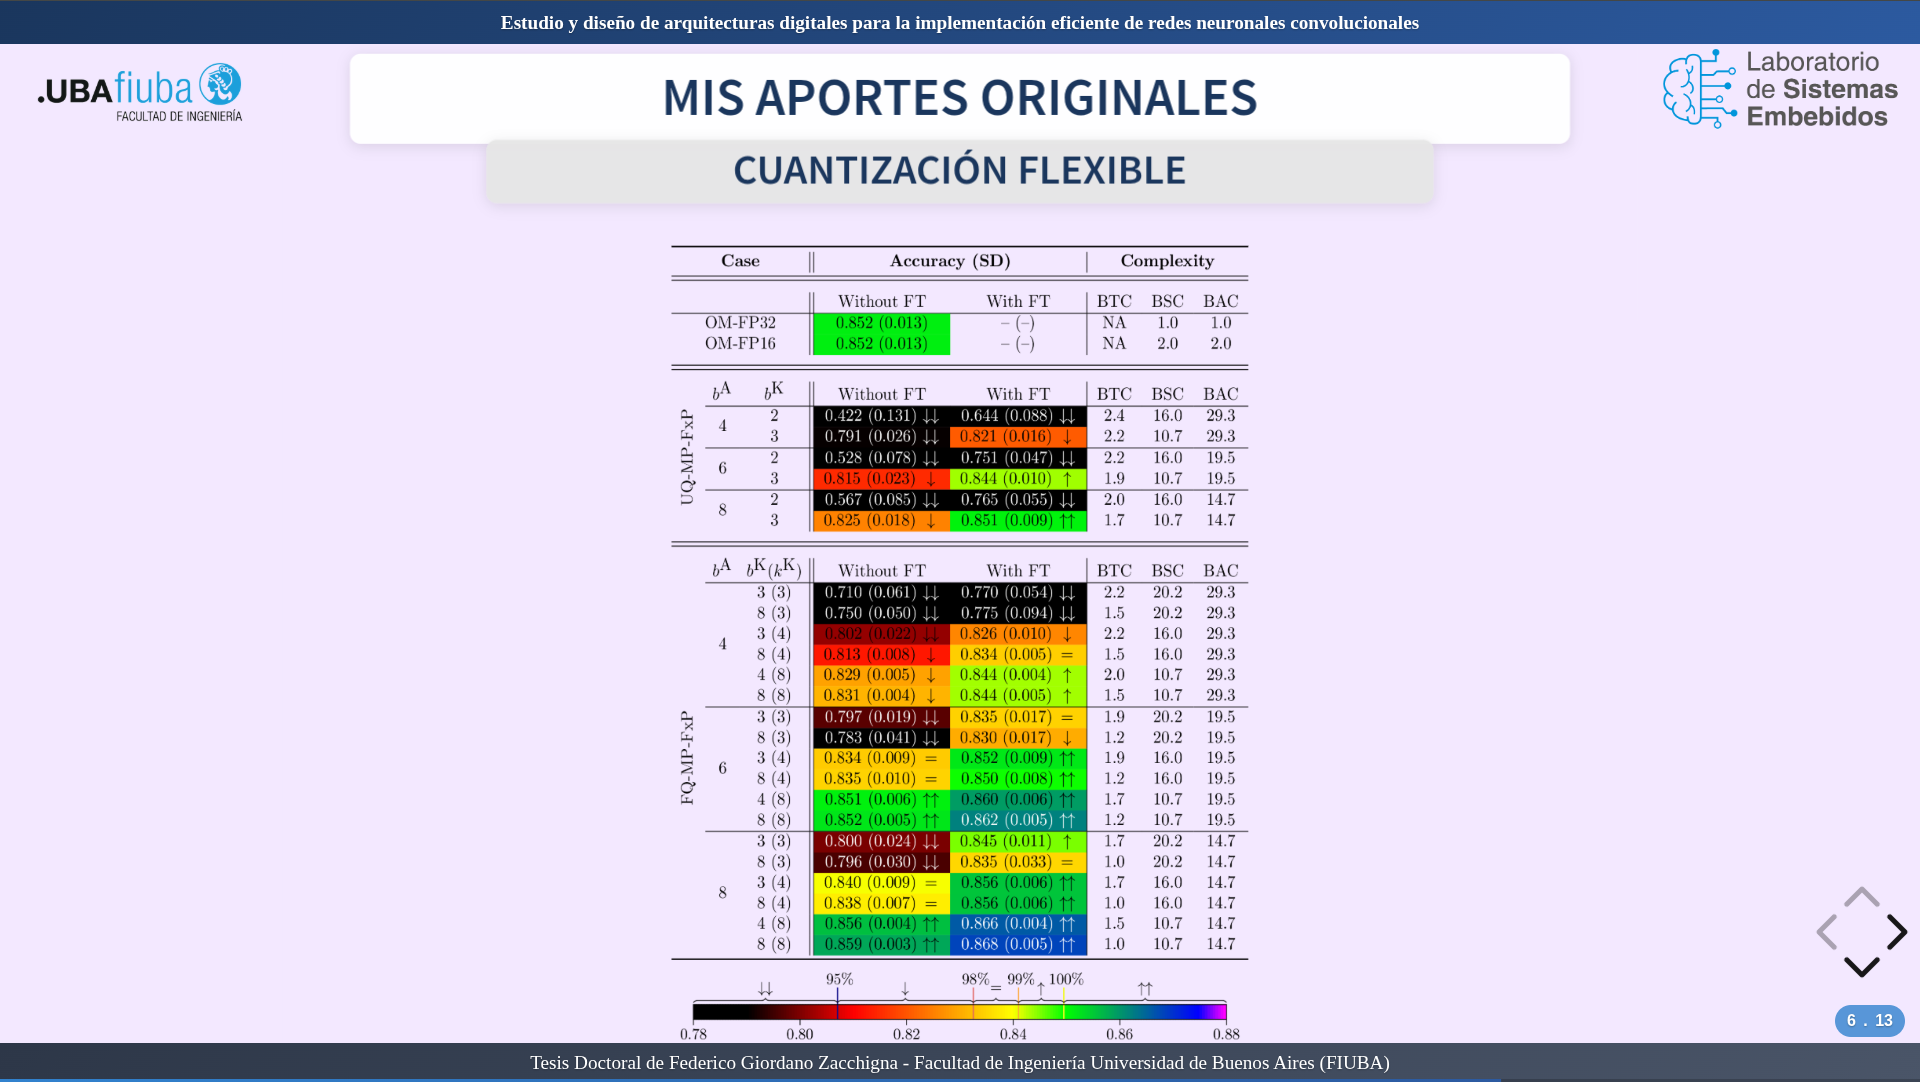 Estudio y diseño de arquitecturas digitales para la implementación eficiente de redes neuronales convolucionales
.UBAfiuba
FACULTAD DE INGENIERÍA
MIS APORTES ORIGINALES
Laboratorio
de Sistemas
Embebidos
CUANTIZACIÓN FLEXIBLE
Case Accuracy (SD) Complexity
Without FT With FT BTC BSC BAC
OM-FP32 0.852 (0.013) – (–) NA 1.0 1.0
OM-FP16 0.852 (0.013) – (–) NA 2.0 2.0
UQ-MP-FxP
bA bK Without FT With FT BTC BSC BAC
4 2 0.422 (0.131) ↓↓ 0.644 (0.088) ↓↓ 2.4 16.0 29.3
3 0.791 (0.026) ↓↓ 0.821 (0.016) ↓ 2.2 10.7 29.3
6 2 0.528 (0.078) ↓↓ 0.751 (0.047) ↓↓ 2.2 16.0 19.5
3 0.815 (0.023) ↓ 0.844 (0.010) ↑ 1.9 10.7 19.5
8 2 0.567 (0.085) ↓↓ 0.765 (0.055) ↓↓ 2.0 16.0 14.7
3 0.825 (0.018) ↓ 0.851 (0.009) ↑↑ 1.7 10.7 14.7
FQ-MP-FxP
bA bK(kK) Without FT With FT BTC BSC BAC
4 3 (3) 0.710 (0.061) ↓↓ 0.770 (0.054) ↓↓ 2.2 20.2 29.3
8 (3) 0.750 (0.050) ↓↓ 0.775 (0.094) ↓↓ 1.5 20.2 29.3
3 (4) 0.802 (0.022) ↓↓ 0.826 (0.010) ↓ 2.2 16.0 29.3
8 (4) 0.813 (0.008) ↓ 0.834 (0.005) = 1.5 16.0 29.3
4 (8) 0.829 (0.005) ↓ 0.844 (0.004) ↑ 2.0 10.7 29.3
8 (8) 0.831 (0.004) ↓ 0.844 (0.005) ↑ 1.5 10.7 29.3
6 3 (3) 0.797 (0.019) ↓↓ 0.835 (0.017) = 1.9 20.2 19.5
8 (3) 0.783 (0.041) ↓↓ 0.830 (0.017) ↓ 1.2 20.2 19.5
3 (4) 0.834 (0.009) = 0.852 (0.009) ↑↑ 1.9 16.0 19.5
8 (4) 0.835 (0.010) = 0.850 (0.008) ↑↑ 1.2 16.0 19.5
4 (8) 0.851 (0.006) ↑↑ 0.860 (0.006) ↑↑ 1.7 10.7 19.5
8 (8) 0.852 (0.005) ↑↑ 0.862 (0.005) ↑↑ 1.2 10.7 19.5
8 3 (3) 0.800 (0.024) ↓↓ 0.845 (0.011) ↑ 1.7 20.2 14.7
8 (3) 0.796 (0.030) ↓↓ 0.835 (0.033) = 1.0 20.2 14.7
3 (4) 0.840 (0.009) = 0.856 (0.006) ↑↑ 1.7 16.0 14.7
8 (4) 0.838 (0.007) = 0.856 (0.006) ↑↑ 1.0 16.0 14.7
4 (8) 0.856 (0.004) ↑↑ 0.866 (0.004) ↑↑ 1.5 10.7 14.7
8 (8) 0.859 (0.003) ↑↑ 0.868 (0.005) ↑↑ 1.0 10.7 14.7
↓↓ 95% ↓ 98% = 99% ↑ 100% ↑↑
0.78 0.80 0.82 0.84 0.86 0.88
6 . 13
Tesis Doctoral de Federico Giordano Zacchigna - Facultad de Ingeniería Universidad de Buenos Aires (FIUBA)